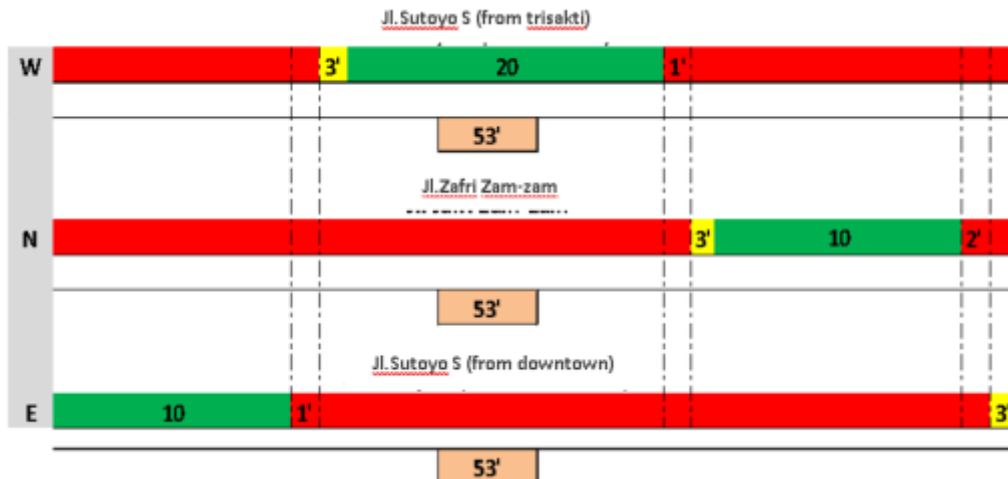 Jl.Sutoyo S (from trisakti)
W 3' 20 1'
53'
Jl.Zafri Zam-zam
N 3' 10 2'
53'
Jl.Sutoyo S (from downtown)
E 10 1' 3'
53'